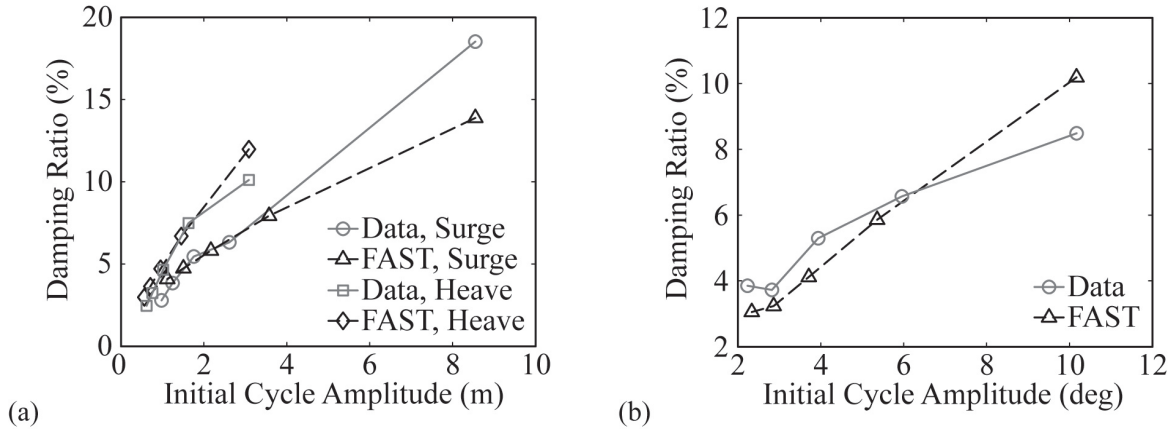 20
15
10
5
0
Damping Ratio (%)
Data, Surge
FAST, Surge
Data, Heave
FAST, Heave
0 2 4 6 8 10
Initial Cycle Amplitude (m)
(a)
12
10
8
6
4
2
Damping Ratio (%)
Data
FAST
2 4 6 8 10 12
Initial Cycle Amplitude (deg)
(b)